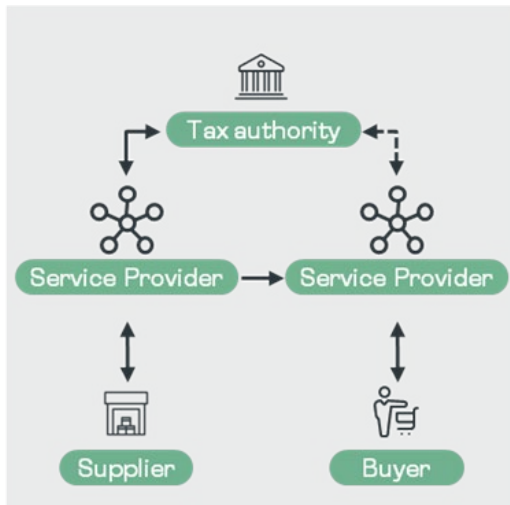 Tax authority
Service Provider
Service Provider
Supplier
Buyer